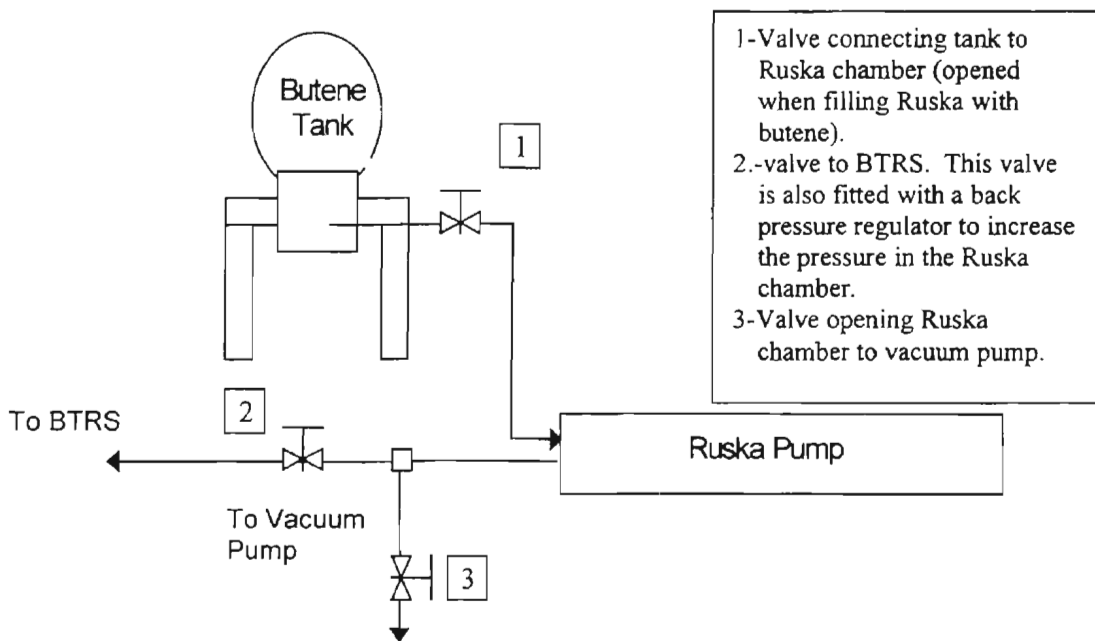 Butene
Tank
1
1-Valve connecting tank to
Ruska chamber (opened
when filling Ruska with
butene).
2.-valve to BTRS. This valve
is also fitted with a back
pressure regulator to increase
the pressure in the Ruska
chamber.
3-Valve opening Ruska
chamber to vacuum pump.
To BTRS
2
Ruska Pump
To Vacuum
Pump
3